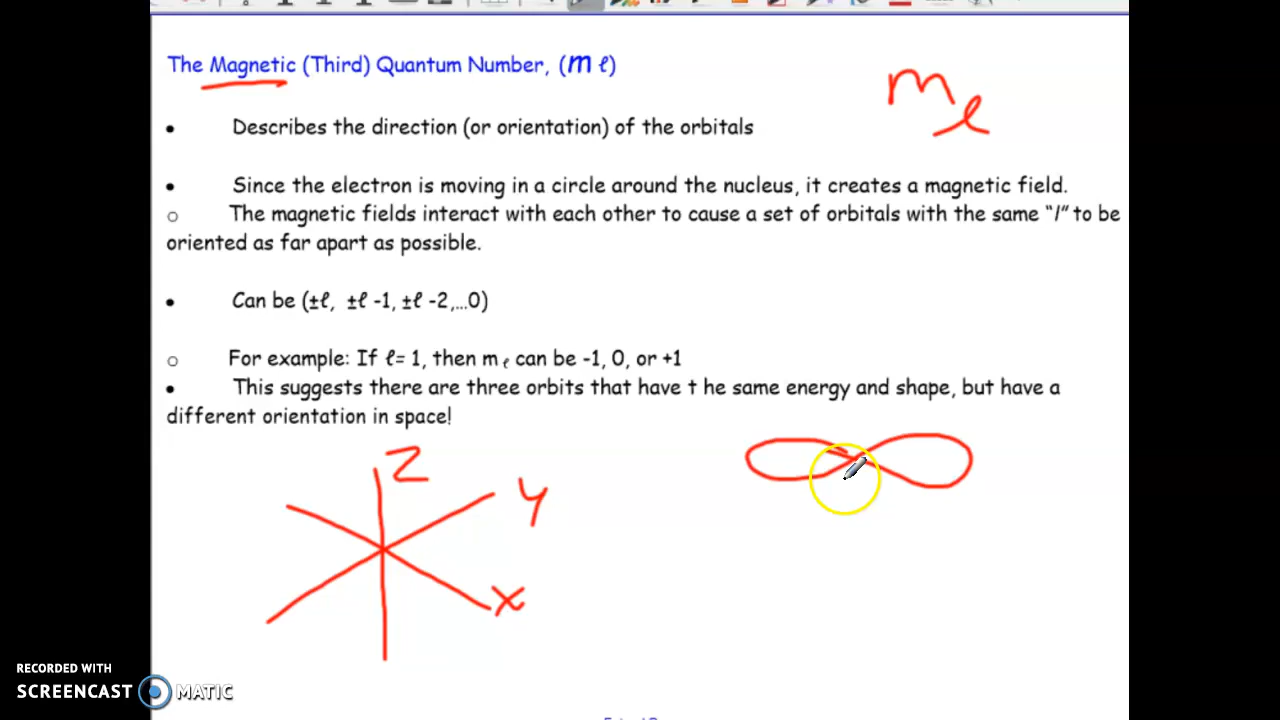 The Magnetic (Third) Quantum Number, (m ℓ)
mℓ
• Describes the direction (or orientation) of the orbitals
• Since the electron is moving in a circle around the nucleus, it creates a magnetic field.
o The magnetic fields interact with each other to cause a set of orbitals with the same "l" to be
oriented as far apart as possible.
• Can be (±ℓ, ±ℓ -1, ±ℓ -2,...0)
o For example: If ℓ= 1, then m ℓ can be -1, 0, or +1
• This suggests there are three orbits that have t he same energy and shape, but have a
different orientation in space!
z
y
x
RECORDED WITH
SCREENCAST MATIC